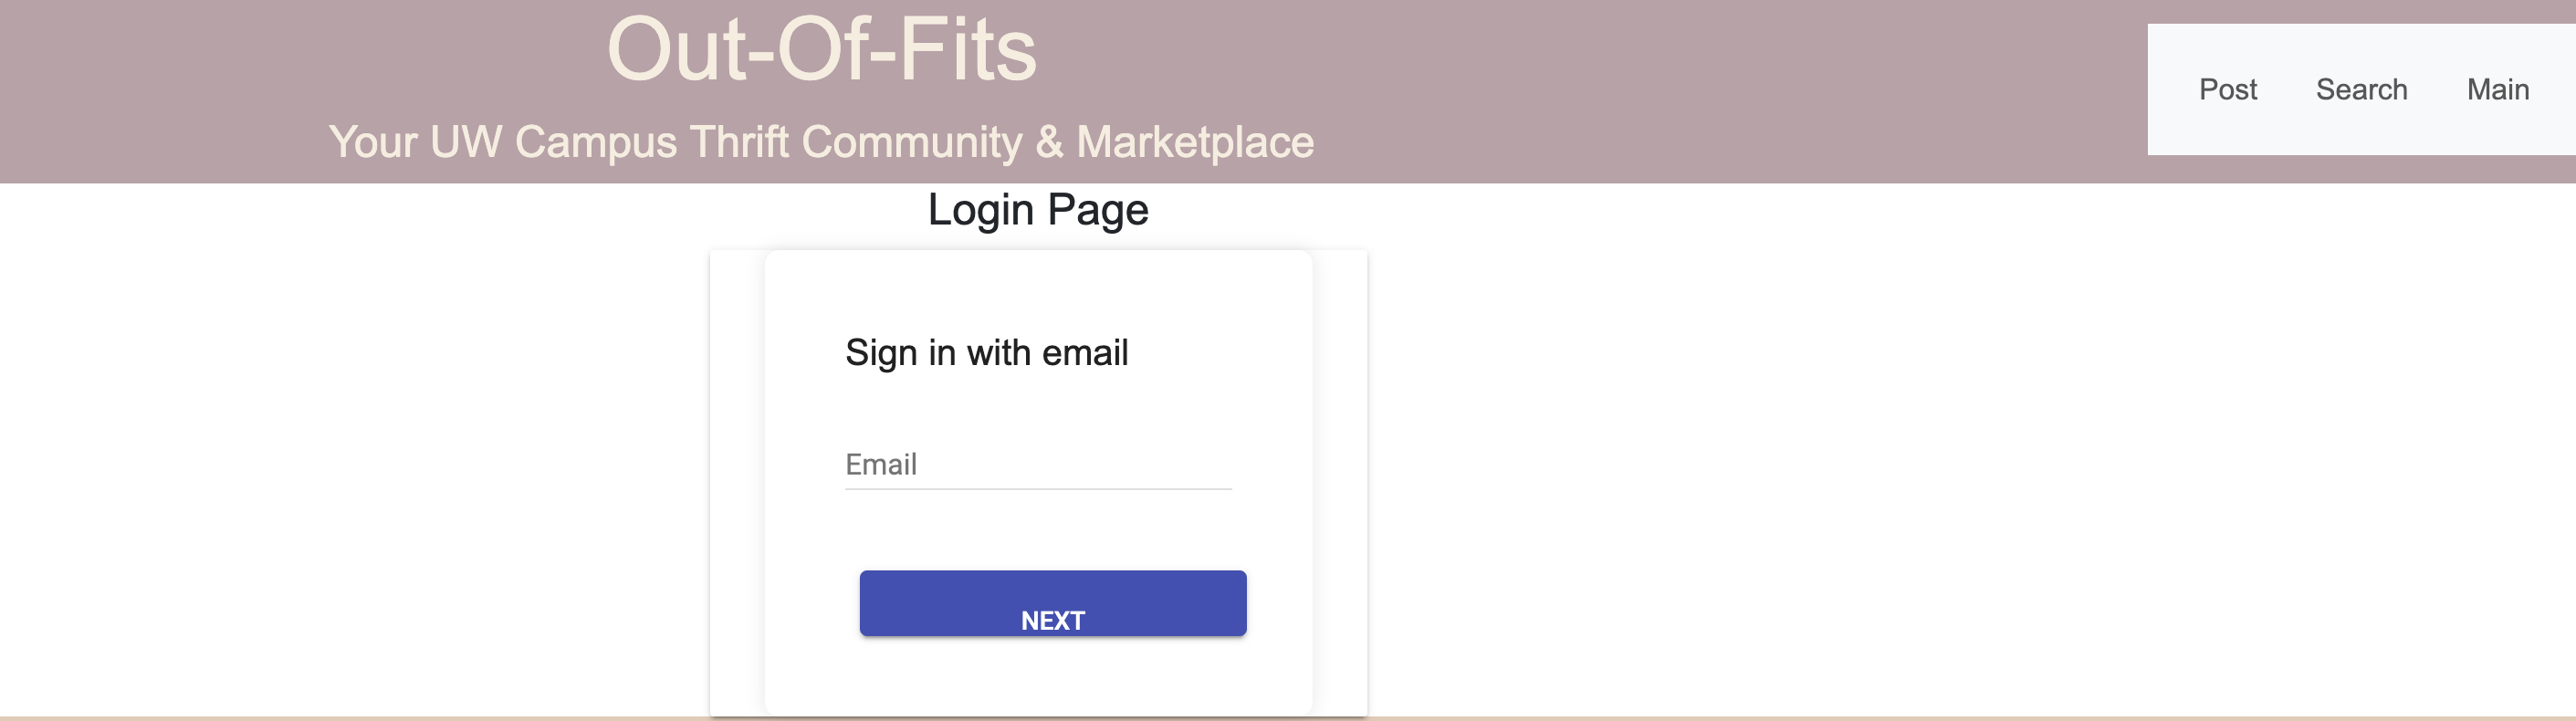 Out-Of-Fits
Your UW Campus Thrift Community & Marketplace
Post Search Main
Login Page
Sign in with email
Email
NEXT